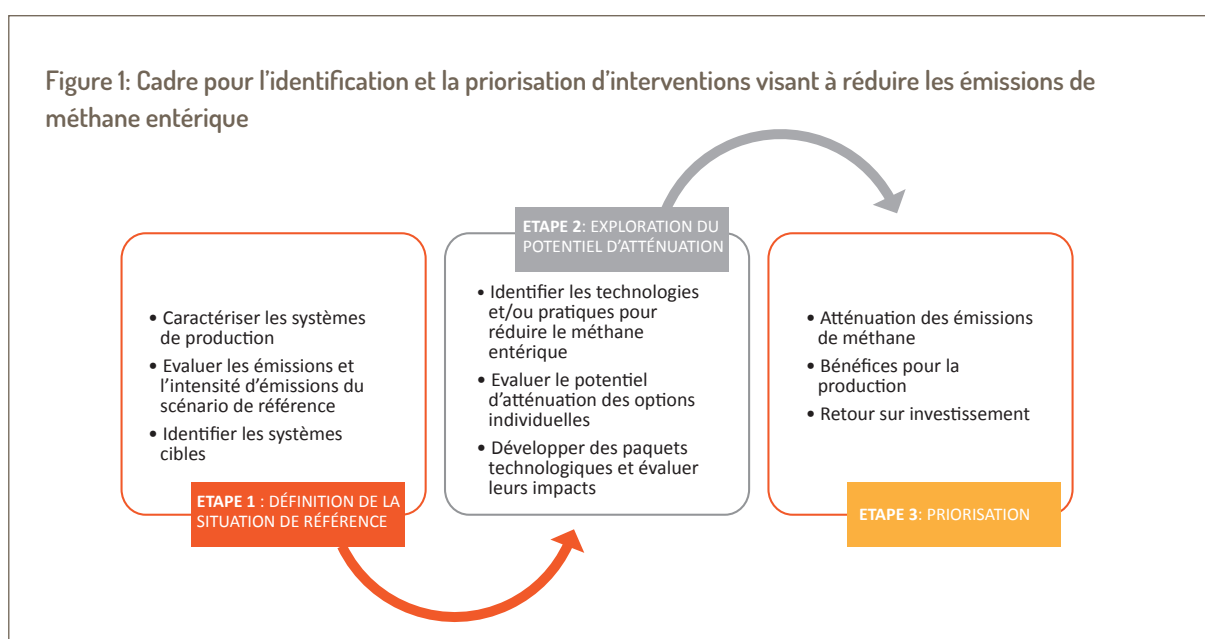 Figure 1: Cadre pour l’identification et la priorisation d’interventions visant à réduire les émissions de
méthane entérique
ETAPE 1 : DÉFINITION DE LA
SITUATION DE RÉFÉRENCE
• Caractériser les systèmes
de production
• Evaluer les émissions et
l’intensité d’émissions du
scénario de référence
• Identifier les systèmes
cibles
ETAPE 2: EXPLORATION DU
POTENTIEL D’ATTÉNUATION
• Identifier les technologies
et/ou pratiques pour
réduire le méthane
entérique
• Evaluer le potentiel
d’atténuation des options
individuelles
• Développer des paquets
technologiques et évaluer
leurs impacts
• Atténuation des émissions
de méthane
• Bénéfices pour la
production
• Retour sur investissement
ETAPE 3: PRIORISATION